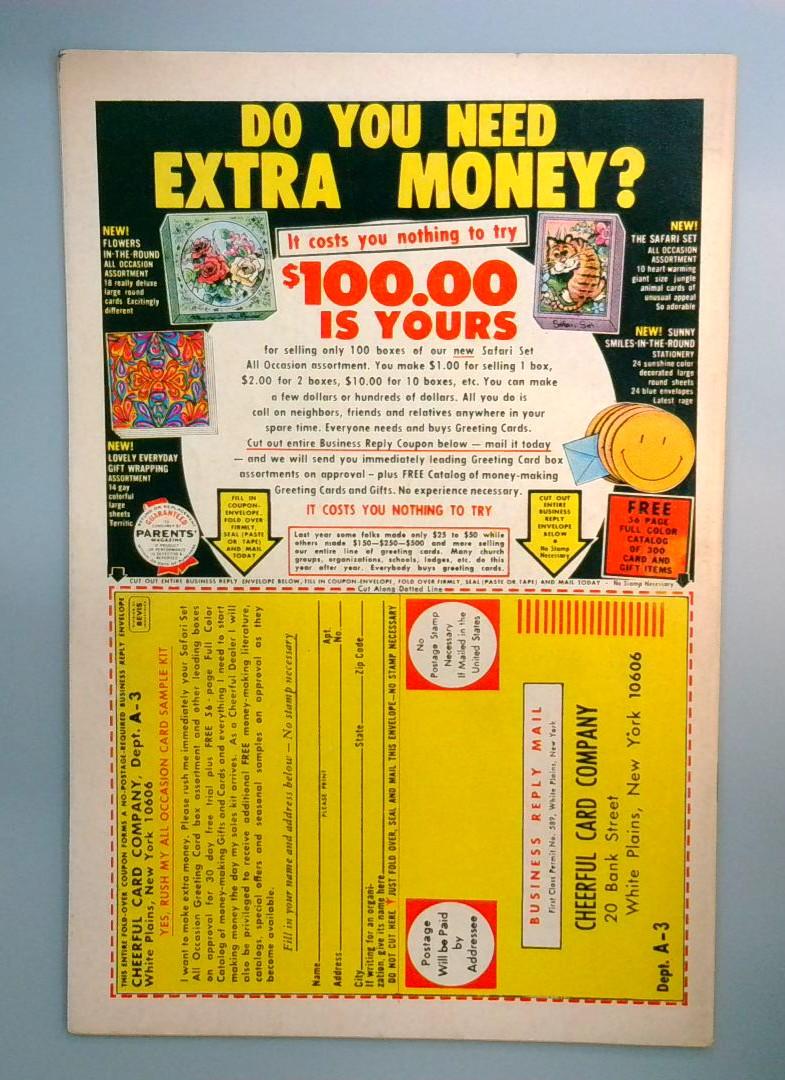 DO YOU NEED
EXTRA MONEY?
NEW!
FLOWERS
IN-THE-ROUND
ALL OCCASION
ASSORTMENT
18 really deluxe
large round
cards Excitingly
different
It costs you nothing to try
NEW!
THE SAFARI SET
ALL OCCASION
ASSORTMENT
10 heart-warming
giant size jungle
animal cards of
unusual appeal
So adorable
Safari Set
$100.00
IS YOURS
for selling only 100 boxes of our new Safari Set
All Occasion assortment. You make $1.00 for selling 1 box,
$2.00 for 2 boxes, $10.00 for 10 boxes, etc. You can make
a few dollars or hundreds of dollars. All you do is
call on neighbors, friends and relatives anywhere in your
spare time. Everyone needs and buys Greeting Cards.
Cut out entire Business Reply Coupon below — mail it today
— and we will send you immediately leading Greeting Card box
assortments on approval – plus FREE Catalog of money-making
Greeting Cards and Gifts. No experience necessary.
IT COSTS YOU NOTHING TO TRY
NEW! SUNNY
SMILES-IN-THE-ROUND
STATIONERY
24 sunshine color
decorated large
round sheets
24 blue envelopes
Latest rage
NEW!
LOVELY EVERYDAY
GIFT WRAPPING
ASSORTMENT
14 gay
colorful
large
sheets
Terrific
GUARANTEED
PARENTS'
MAGAZINE
FILL IN
COUPON-
ENVELOPE,
FOLD OVER
FIRMLY,
SEAL (PASTE
OR TAPE)
AND MAIL
TODAY
Last year some folks made only $25 to $50 while
others made $150—$250—$500 and more selling
our entire line of greeting cards. Many church
groups, organizations, schools, lodges, etc. do this
year after year. Everybody buys greeting cards.
CUT OUT
ENTIRE
BUSINESS
REPLY
ENVELOPE
BELOW
No Stamp
Necessary
FREE
56 PAGE
FULL COLOR
CATALOG
OF 300
CARD AND
GIFT ITEMS
CUT OUT ENTIRE BUSINESS REPLY ENVELOPE BELOW, FILL IN COUPON-ENVELOPE, FOLD OVER FIRMLY, SEAL (PASTE OR TAPE) AND MAIL TODAY - No Stamp Necessary
Cut Along Dotted Line
THIS ENTIRE FOLD-OVER COUPON FORMS A NO-POSTAGE-REQUIRED BUSINESS REPLY ENVELOPE
CHEERFUL CARD COMPANY, Dept. A-3
White Plains, New York 10606
BEVIS
YES, RUSH MY ALL OCCASION CARD SAMPLE KIT
I want to make extra money. Please rush me immediately your Safari Set
All Occasion Greeting Card box assortment and other leading boxes
on approval for 30 day free trial plus FREE 56-page Full Color
Catalog of money-making Gifts and Cards and everything I need to start
making money the day my sales kit arrives. As a Cheerful Dealer I will
also be privileged to receive additional FREE money-making literature,
catalogs, special offers and seasonal samples on approval as they
become available.
Fill in your name and address below — No stamp necessary
Name
PLEASE PRINT
Address
Apt. No.
City
State
Zip Code
If writing for an organi-
zation, give its name here
DO NOT CUT HERE JUST FOLD OVER, SEAL AND MAIL THIS ENVELOPE—NO STAMP NECESSARY
No
Postage Stamp
Necessary
If Mailed in the
United States
Postage
Will be Paid
by
Addressee
BUSINESS REPLY MAIL
First Class Permit No. 589, White Plains, New York
CHEERFUL CARD COMPANY
20 Bank Street
White Plains, New York 10606
Dept. A-3